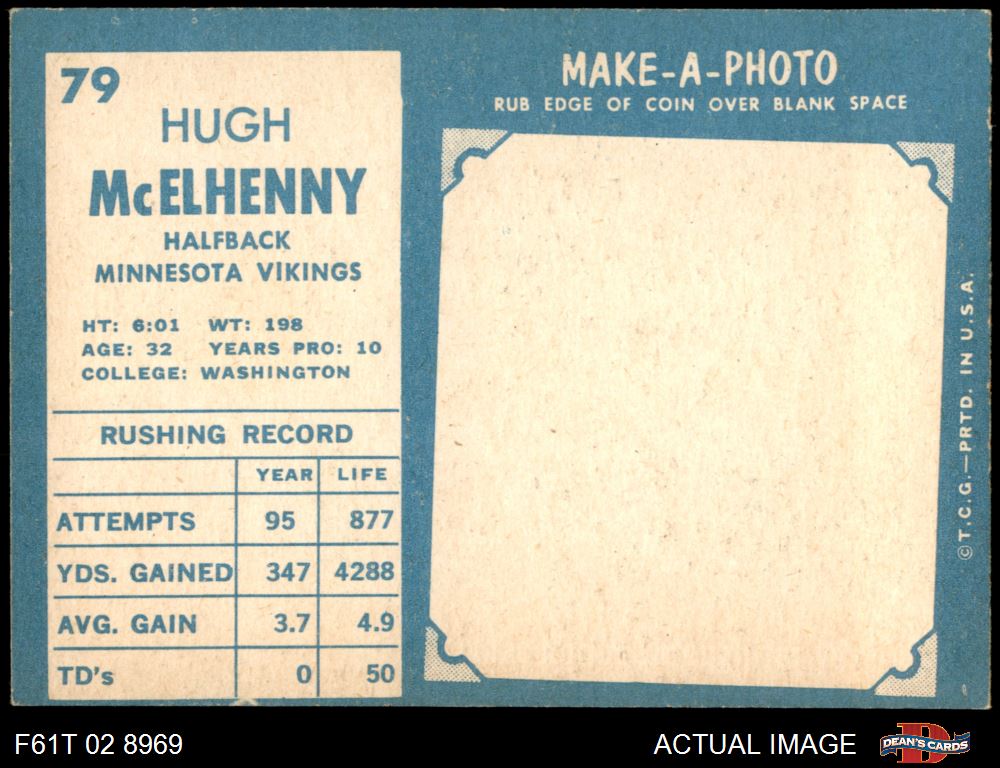 79
HUGH
McELHENNY
HALFBACK
MINNESOTA VIKINGS
HT: 6:01 WT: 198
AGE: 32 YEARS PRO: 10
COLLEGE: WASHINGTON
RUSHING RECORD
YEAR LIFE
ATTEMPTS 95 877
YDS. GAINED 347 4288
AVG. GAIN 3.7 4.9
TD's 0 50
MAKE-A-PHOTO
RUB EDGE OF COIN OVER BLANK SPACE
©T.C.G.—PRTD. IN U.S.A.
F61T 02 8969
ACTUAL IMAGE
D
DEAN'S CARDS